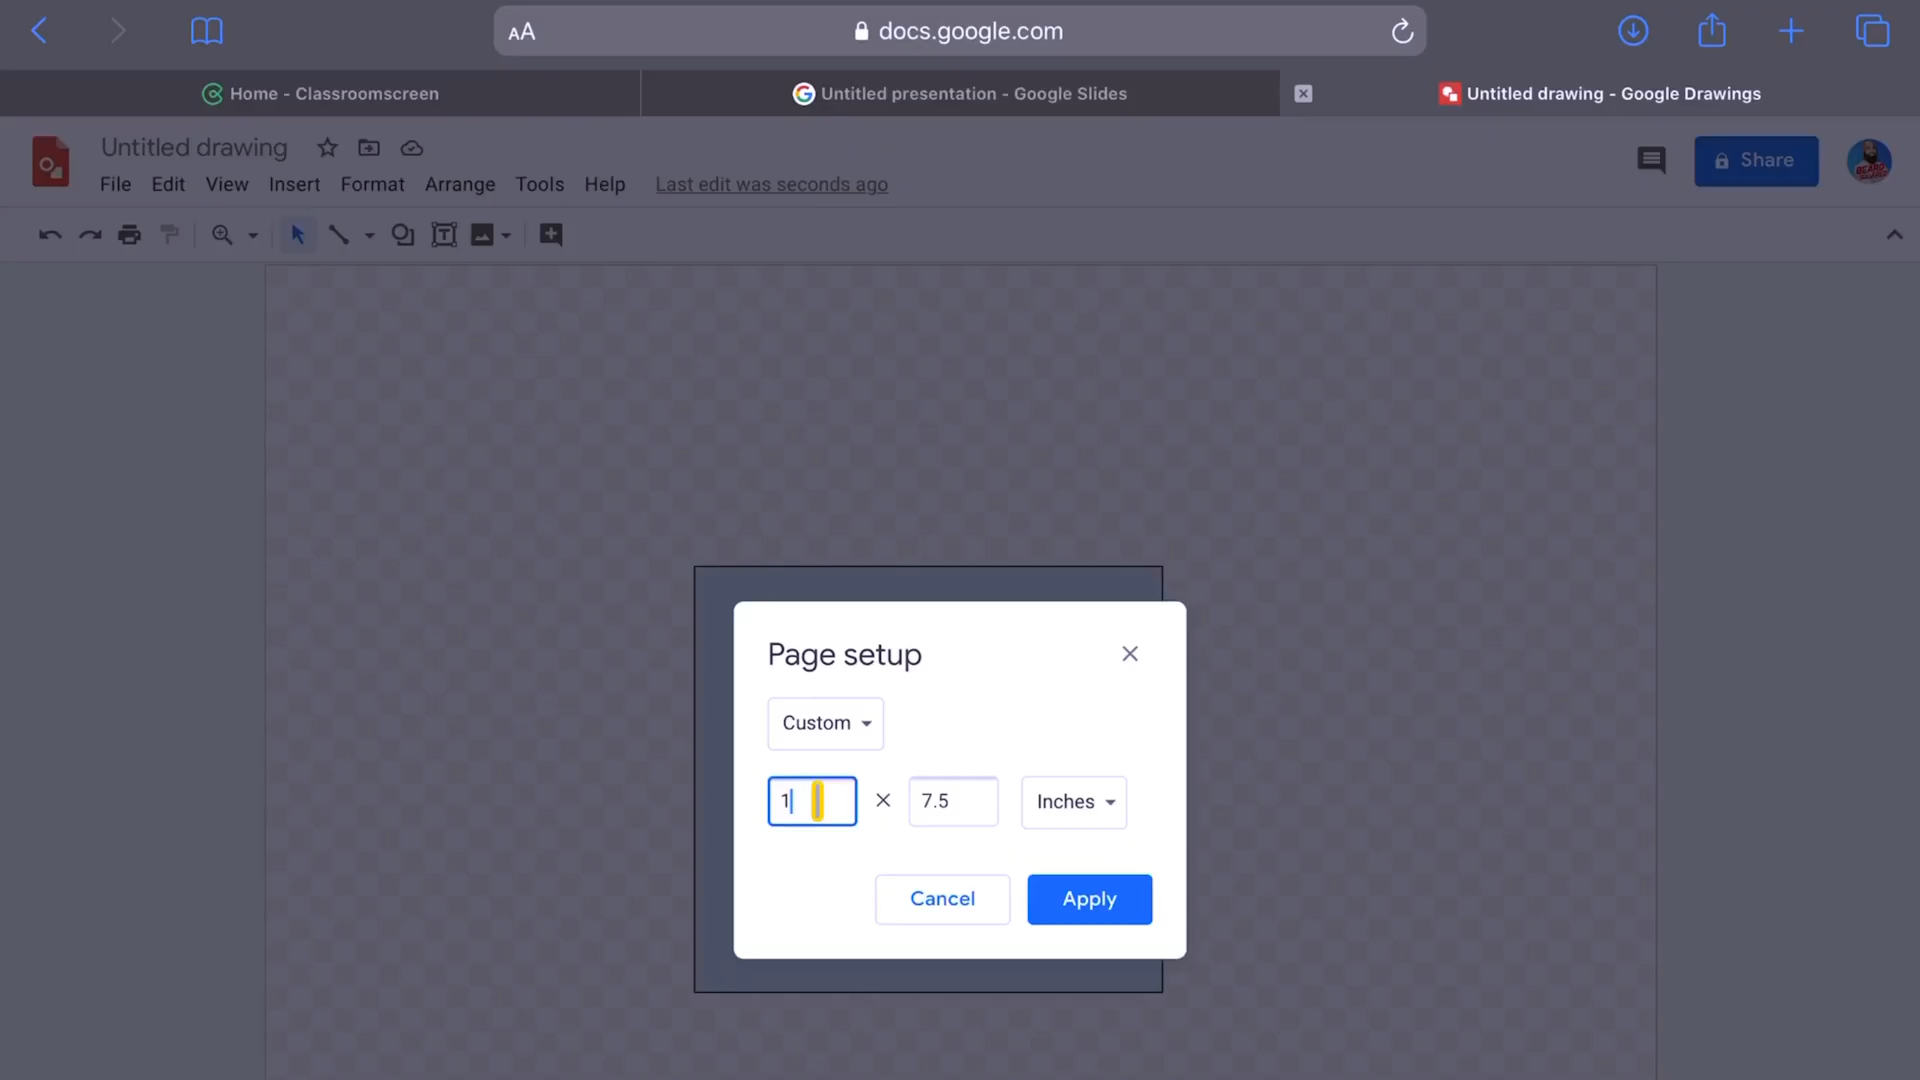 AA docs.google.com
Home - Classroomscreen Untitled presentation - Google Slides Untitled drawing - Google Drawings
Untitled drawing
File Edit View Insert Format Arrange Tools Help Last edit was seconds ago
Share
Page setup
Custom
1 × 7.5 Inches
Cancel Apply